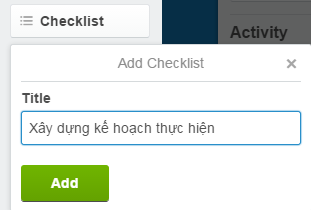 Checklist
Activity
Add Checklist ×
Title
Xây dựng kế hoạch thực hiện
Add